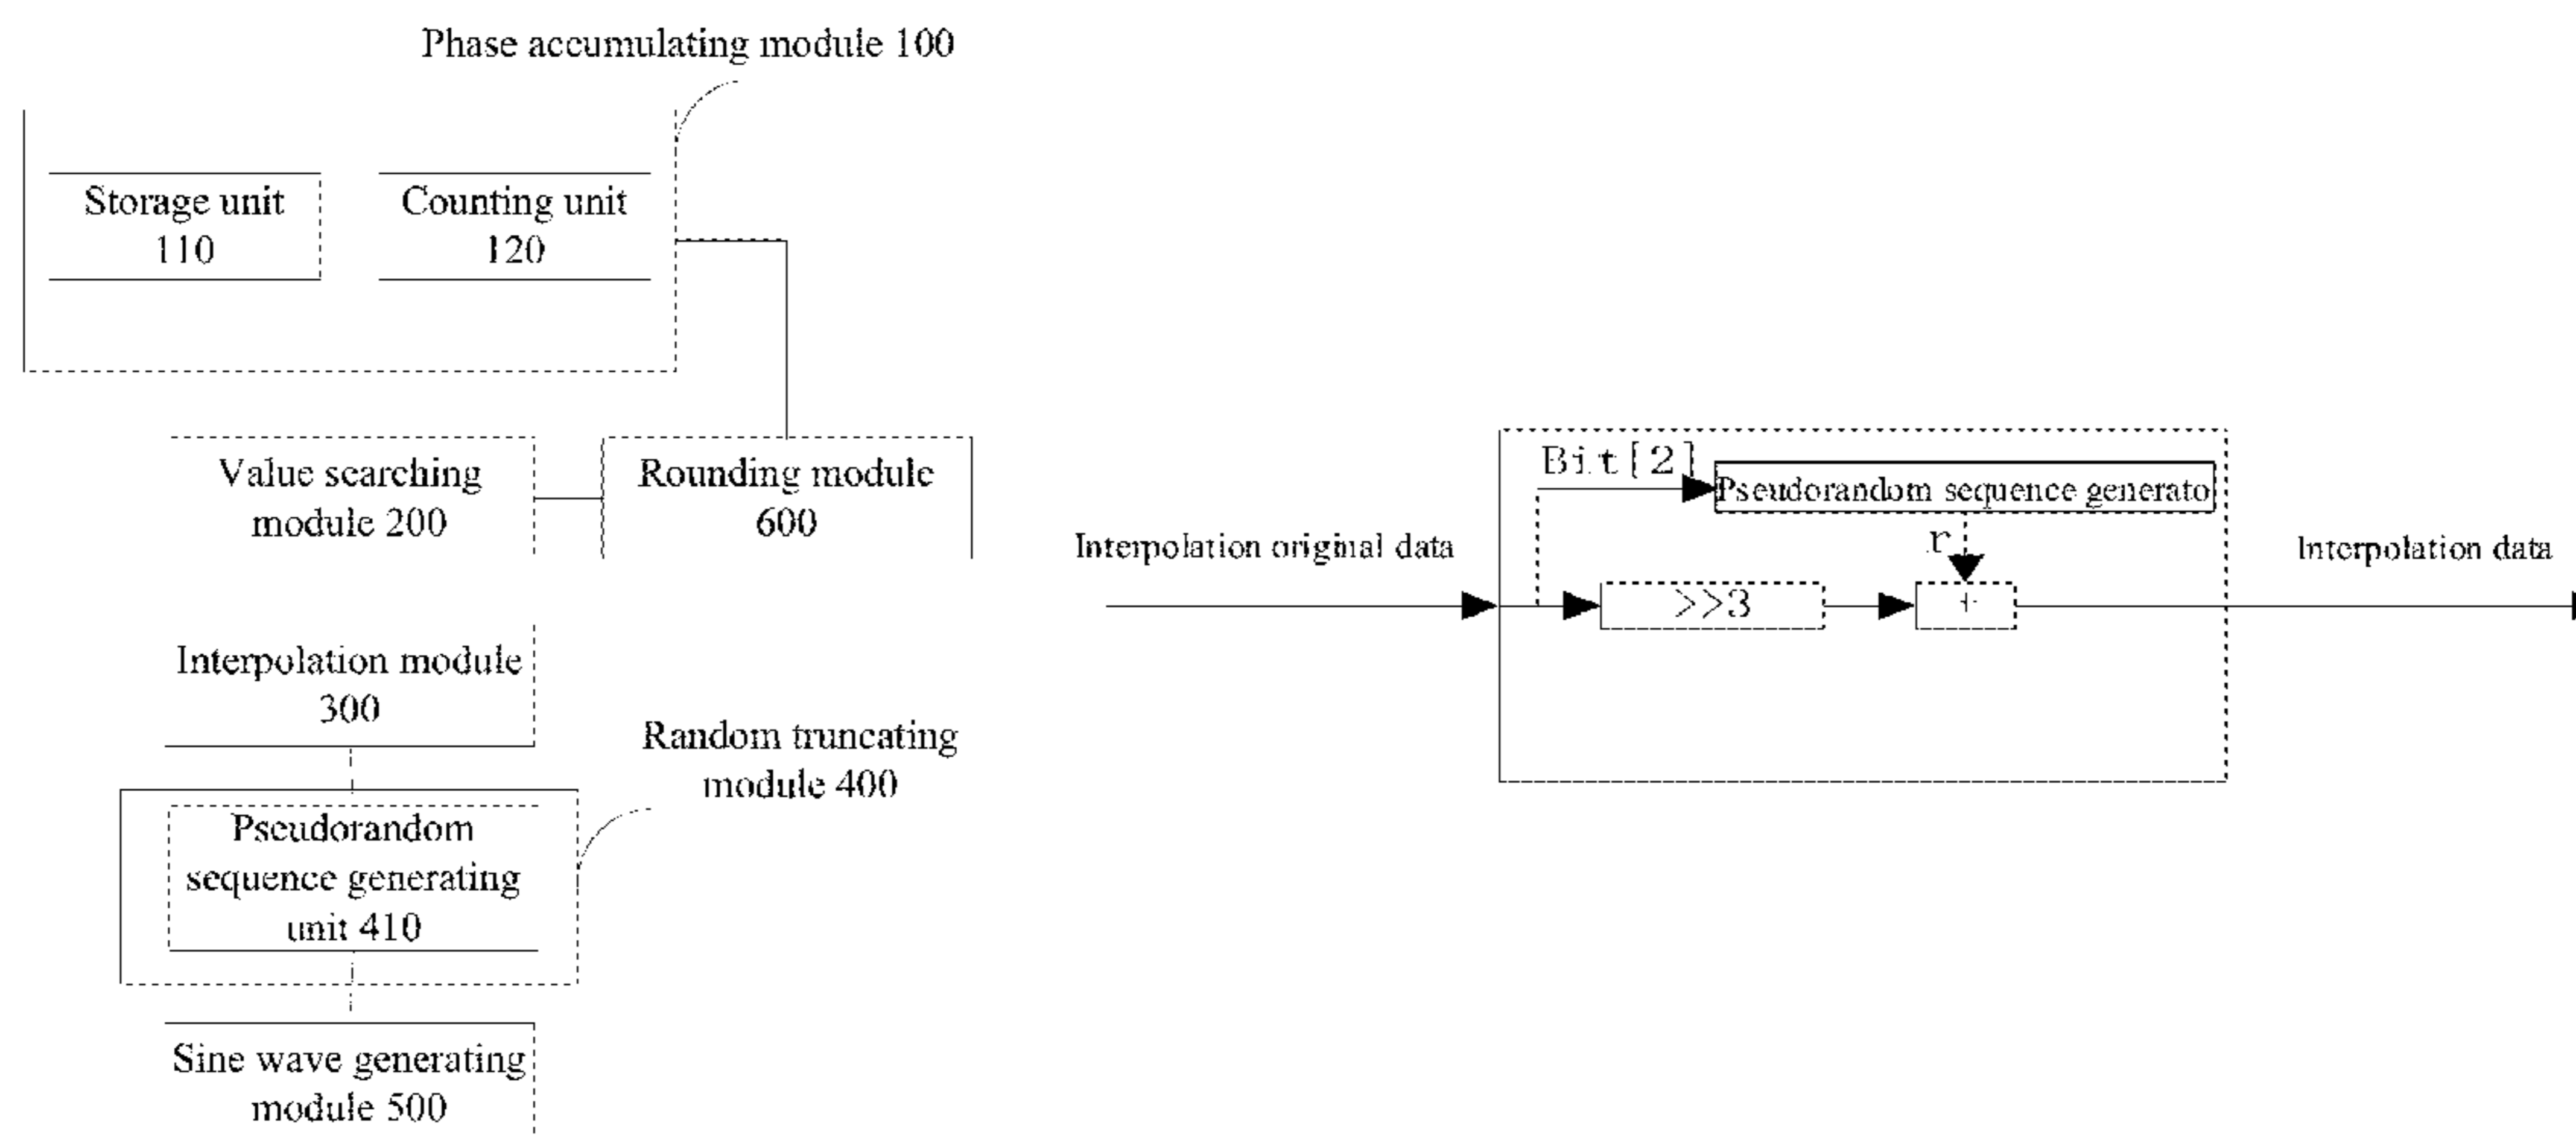 Phase accumulating module 100
Storage unit
110
Counting unit
120
Value searching
module 200
Rounding module
600
Interpolation module
300
Random truncating
module 400
Pseudorandom
sequence generating
unit 410
Sine wave generating
module 500
Bit[2]
Pseudorandom sequence generato
Interpolation original data
r
>>3
+
Interpolation data